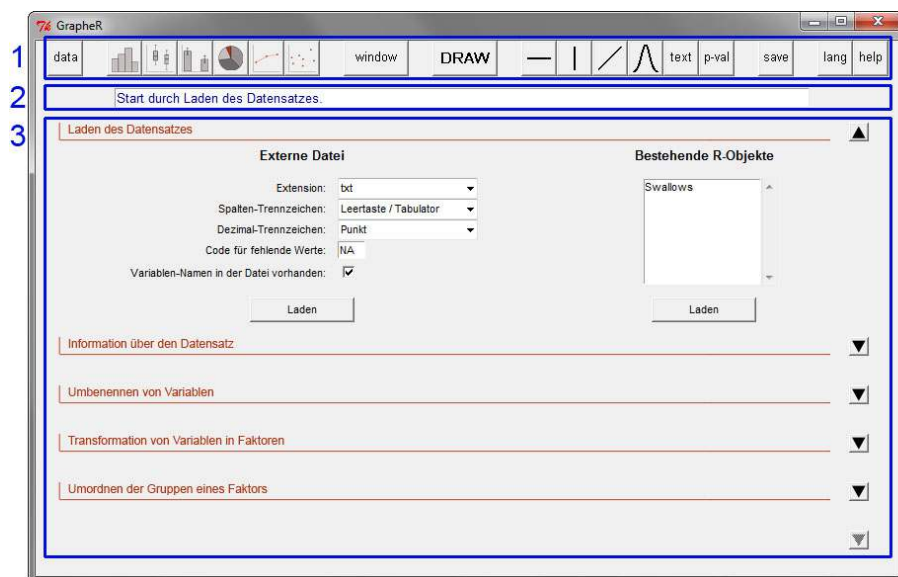 GrapheR
1
data window DRAW text p-val save lang help
2
Start durch Laden des Datensatzes.
3
Laden des Datensatzes
Externe Datei
Bestehende R-Objekte
Extension: txt
Swallows
Spalten-Trennzeichen: Leertaste / Tabulator
Dezimal-Trennzeichen: Punkt
Code für fehlende Werte: NA
Variablen-Namen in der Datei vorhanden:
Laden
Laden
Information über den Datensatz
Umbenennen von Variablen
Transformation von Variablen in Faktoren
Umordnen der Gruppen eines Faktors